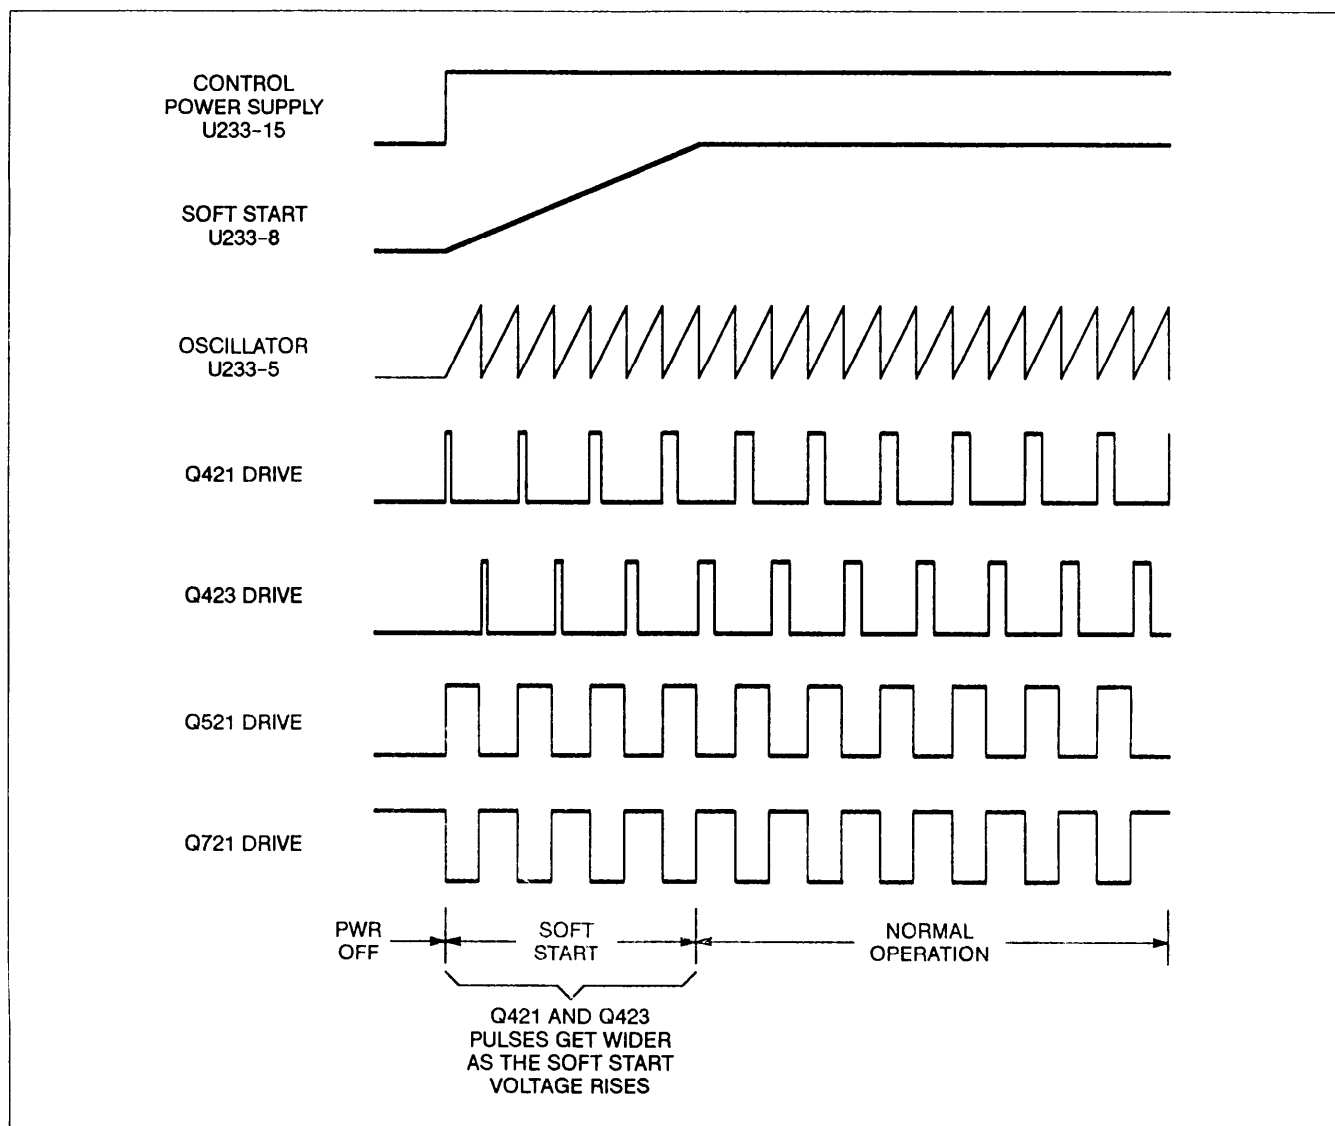 CONTROL
POWER SUPPLY
U233-15
SOFT START
U233-8
OSCILLATOR
U233-5
Q421 DRIVE
Q423 DRIVE
Q521 DRIVE
Q721 DRIVE
PWR
OFF
SOFT
START
NORMAL
OPERATION
Q421 AND Q423
PULSES GET WIDER
AS THE SOFT START
VOLTAGE RISES